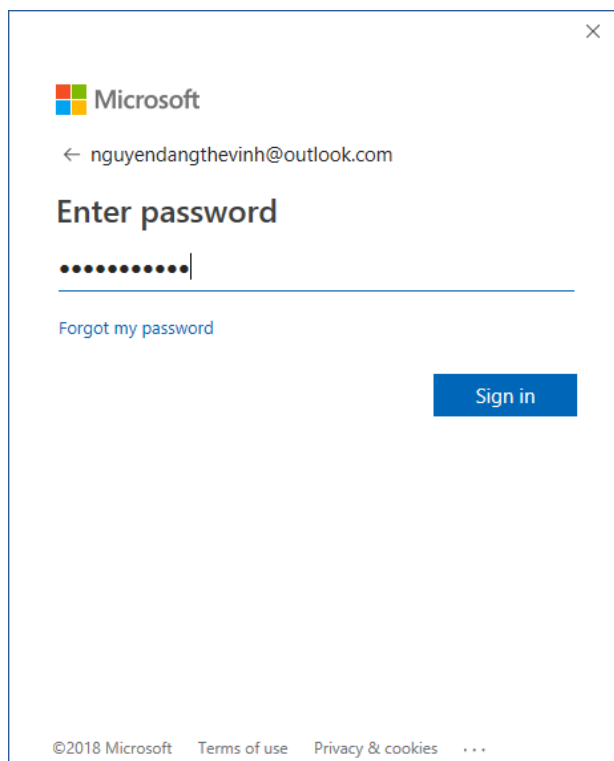 Microsoft
← nguyendangthevinh@outlook.com
Enter password
●●●●●●●●●●●
Forgot my password
Sign in
©2018 Microsoft Terms of use Privacy & cookies ...